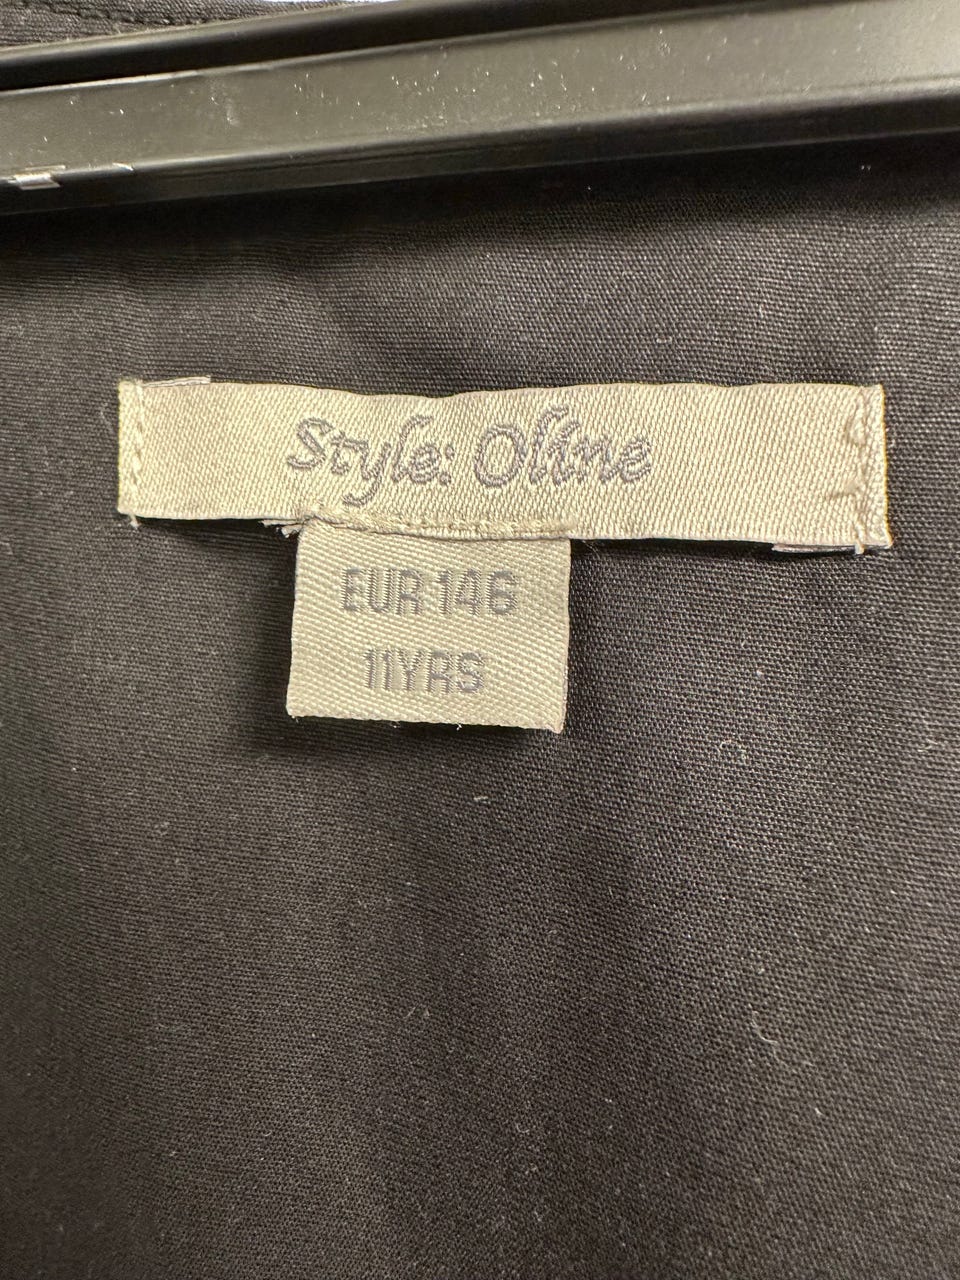 Style: Oline
EUR 146
11YRS